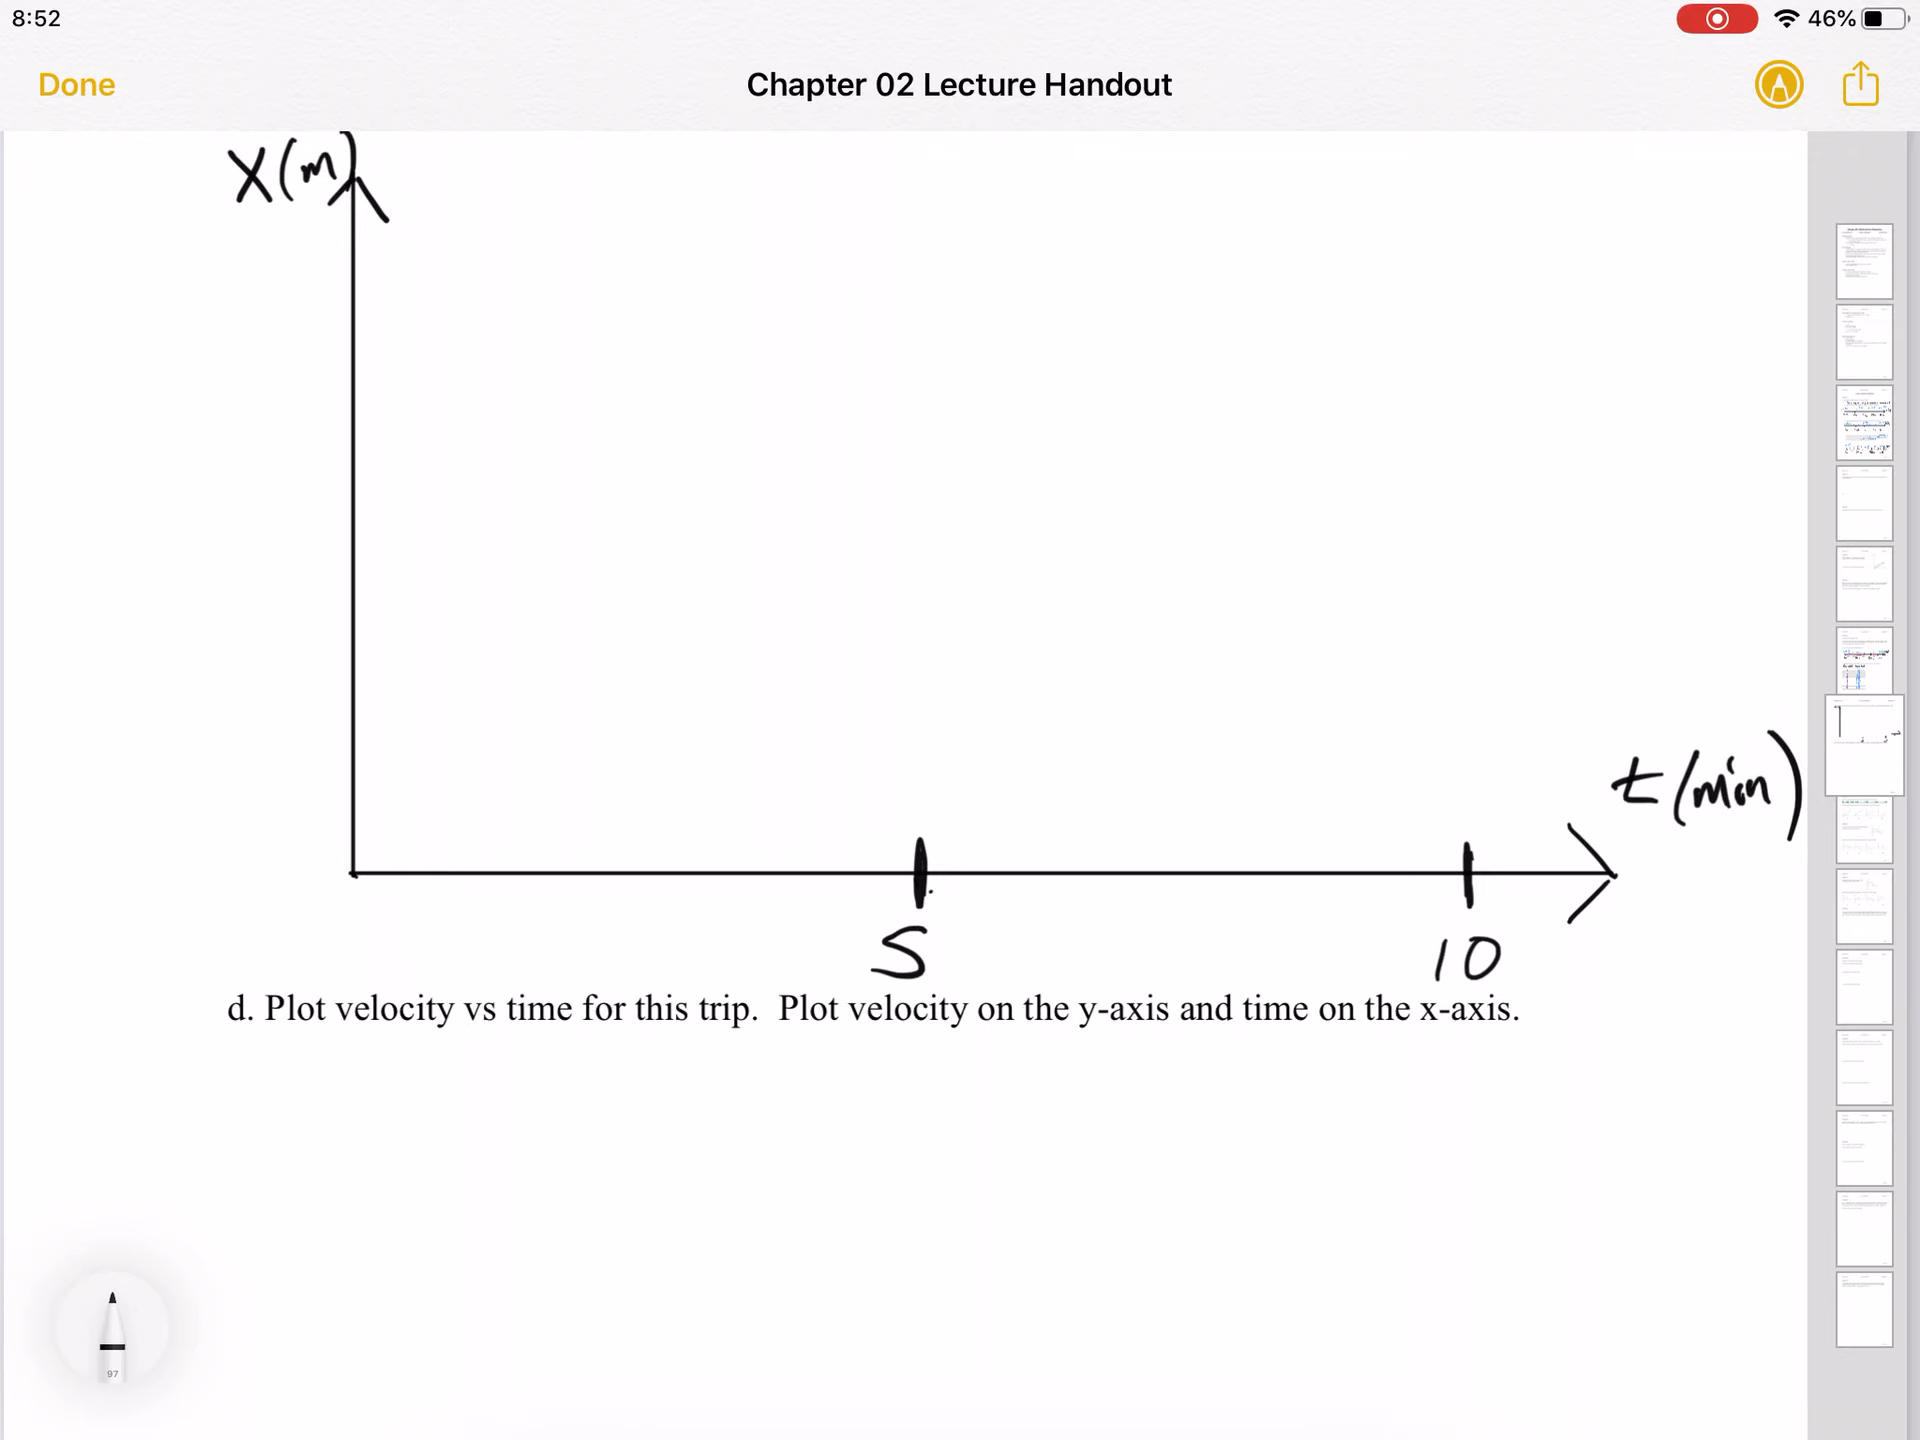 8:52
46%
Done
Chapter 02 Lecture Handout
X(m)
t(min)
5
10
d. Plot velocity vs time for this trip.  Plot velocity on the y-axis and time on the x-axis.
97